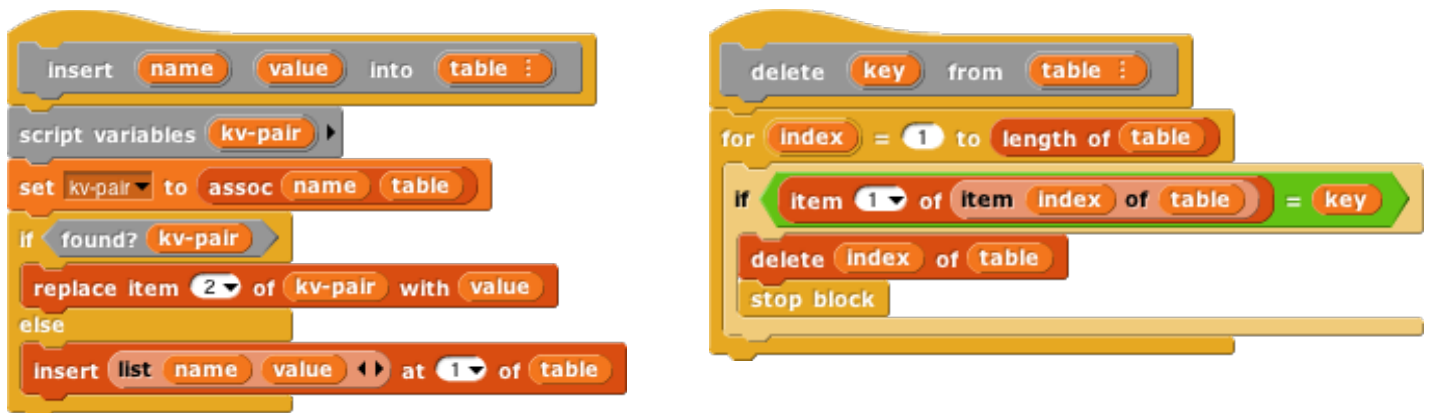 insert name value into table ⋮
script variables kv-pair
set kv-pair to assoc name table
if found? kv-pair
replace item 2 of kv-pair with value
else
insert list name value at 1 of table
delete key from table ⋮
for index = 1 to length of table
if item 1 of item index of table = key
delete index of table
stop block